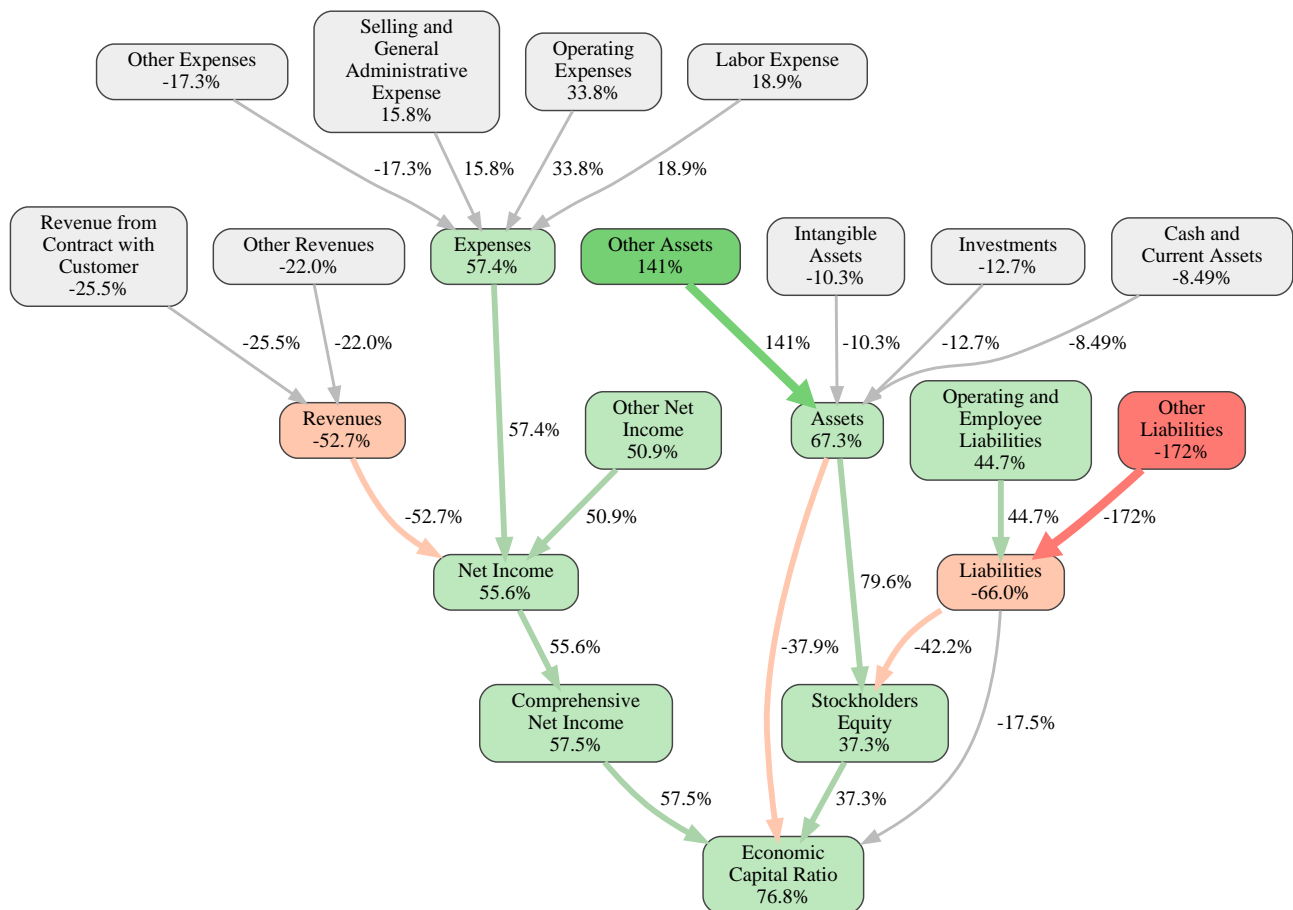 Other Expenses
-17.3%
Selling and
General
Administrative
Expense
15.8%
Operating
Expenses
33.8%
Labor Expense
18.9%
-17.3%
15.8%
33.8%
18.9%
Revenue from
Contract with
Customer
-25.5%
Other Revenues
-22.0%
Expenses
57.4%
Other Assets
141%
Intangible
Assets
-10.3%
Investments
-12.7%
Cash and
Current Assets
-8.49%
-25.5%
-22.0%
141%
-10.3%
-12.7%
-8.49%
Revenues
-52.7%
57.4%
Other Net
Income
50.9%
Assets
67.3%
Operating and
Employee
Liabilities
44.7%
Other
Liabilities
-172%
-52.7%
50.9%
44.7%
-172%
Net Income
55.6%
79.6%
Liabilities
-66.0%
55.6%
-37.9%
-42.2%
Comprehensive
Net Income
57.5%
Stockholders
Equity
37.3%
-17.5%
57.5%
37.3%
Economic
Capital Ratio
76.8%